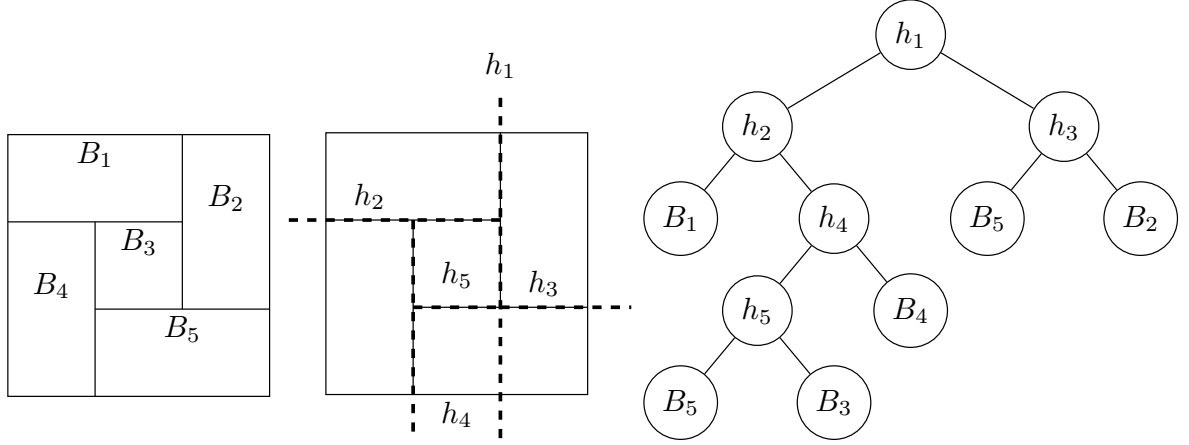 B₁
B₂
B₃
B₄
B₅
h₁
h₂
h₅
h₃
h₄
h₁
h₂
h₃
B₁
h₄
B₅
B₂
h₅
B₄
B₅
B₃